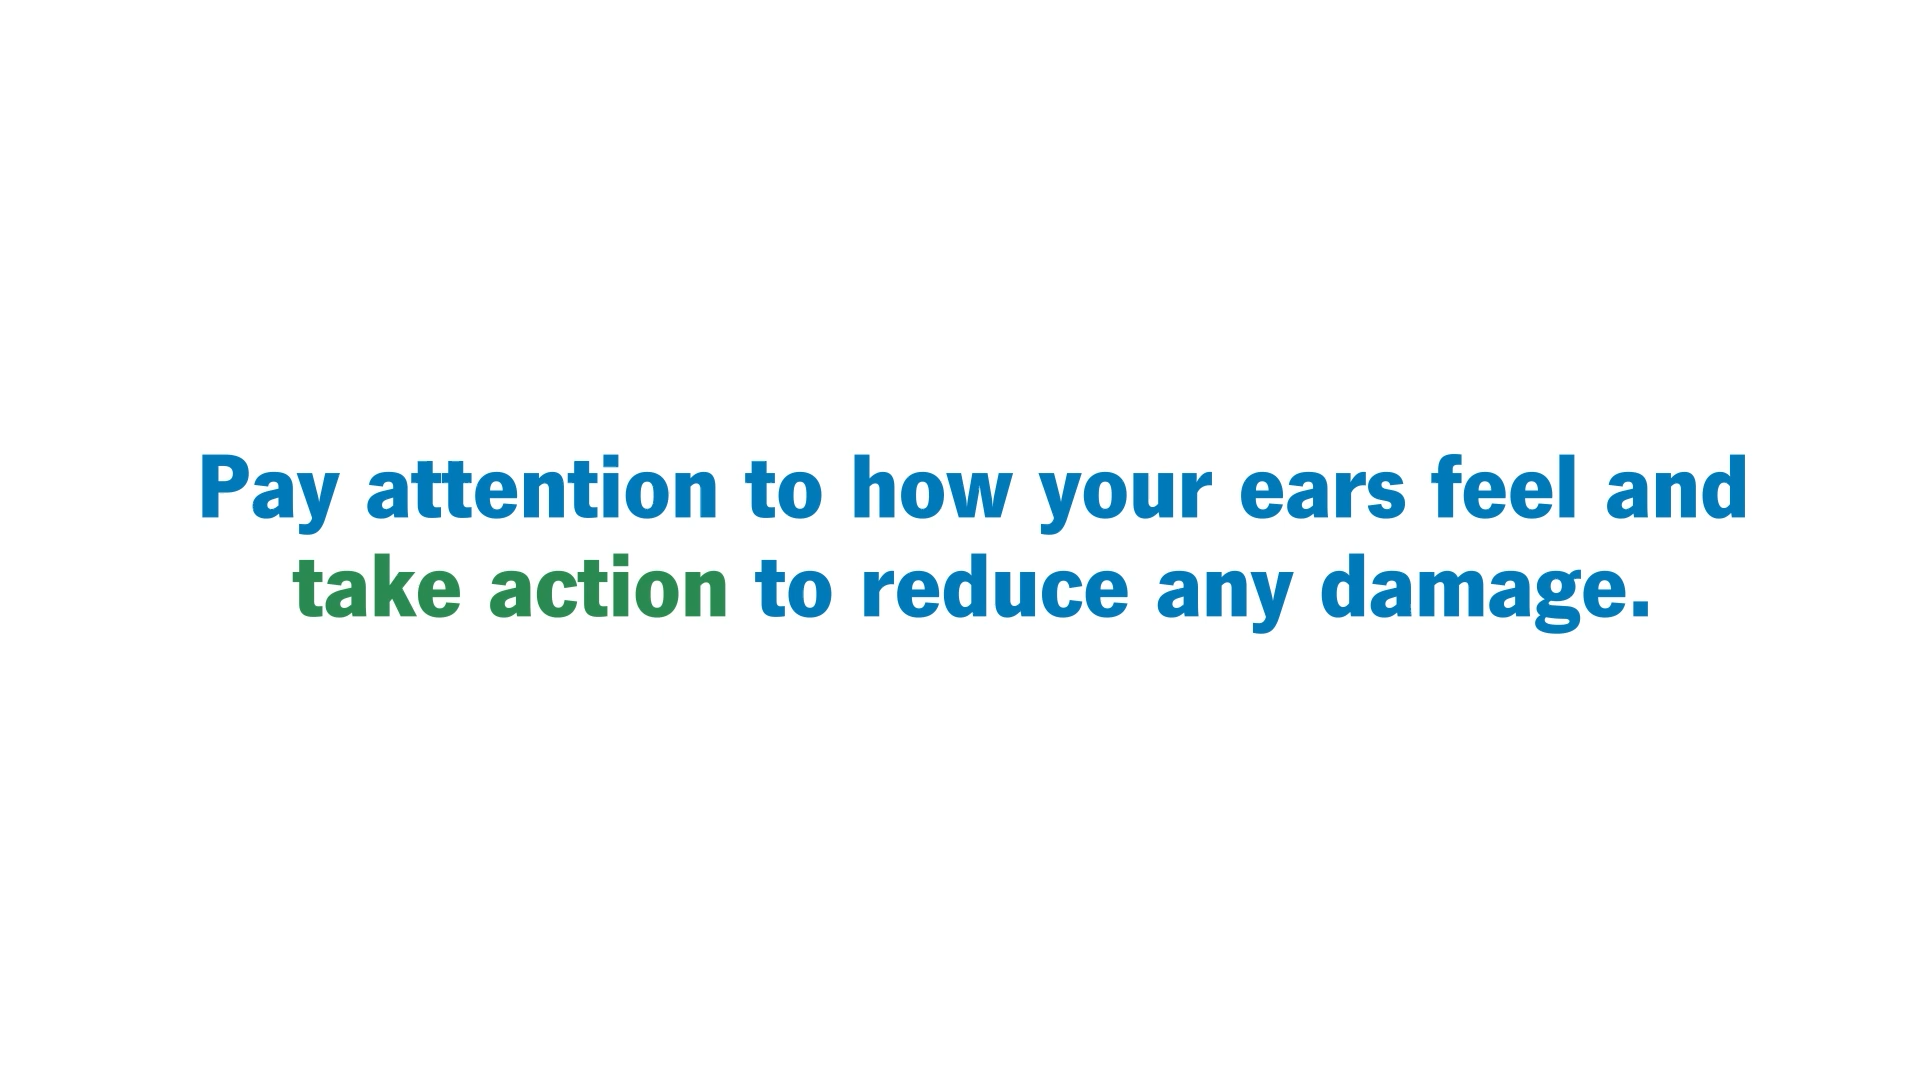 Pay attention to how your ears feel and
take action to reduce any damage.